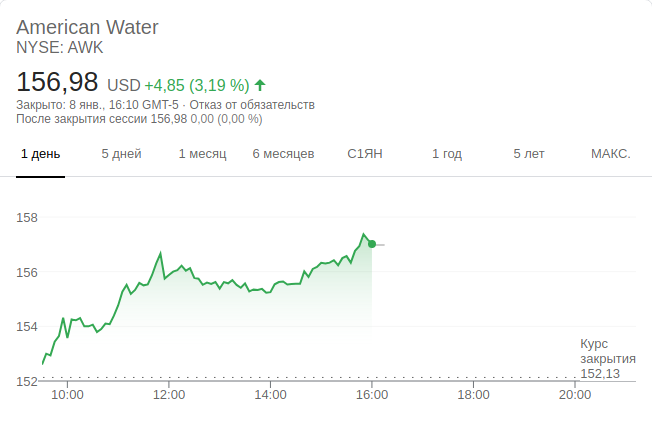 American Water
NYSE: AWK
156,98 USD +4,85 (3,19 %)
Закрыто: 8 янв., 16:10 GMT-5 · Отказ от обязательств
После закрытия сессии 156,98 0,00 (0,00 %)
1 день 5 дней 1 месяц 6 месяцев С1ЯН 1 год 5 лет МАКС.
158
156
154
Курс
закрытия
152,13
152
10:00 12:00 14:00 16:00 18:00 20:00